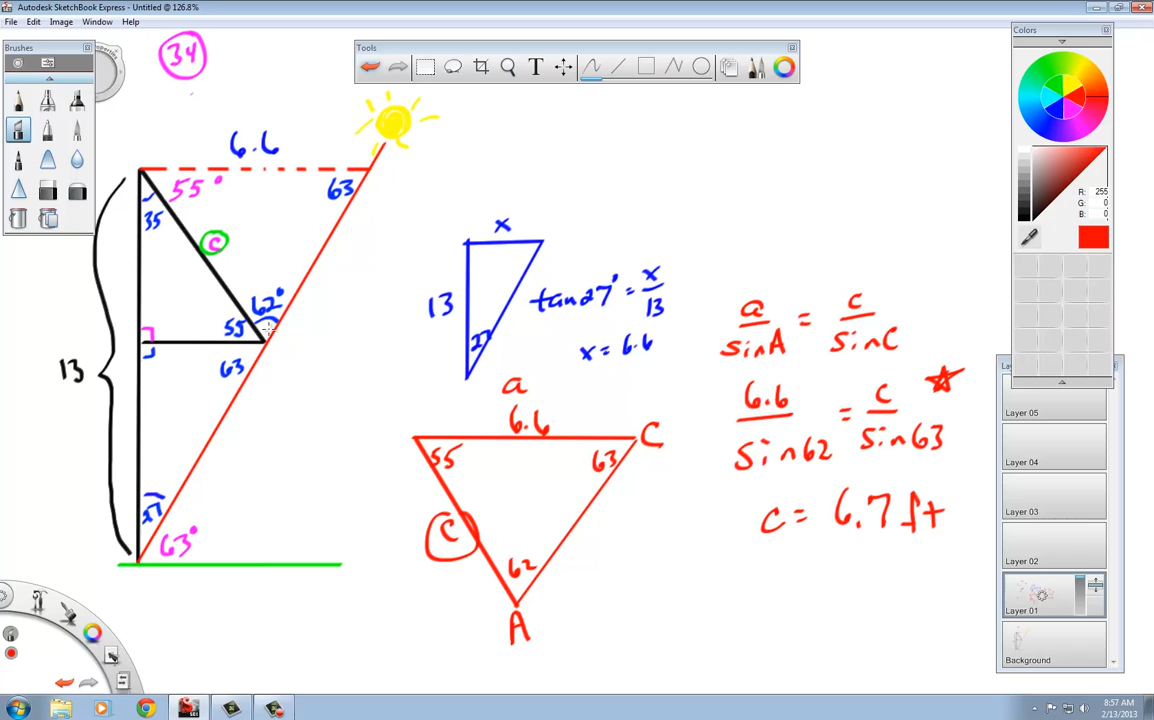 Autodesk SketchBook Express - Untitled @ 126.8%
File Edit Image Window Help
Brushes
34
Tools
T
Colors
R: 255
G: 0
B: 0
6.6
55°
63
35
C
62°
55
63
13
27
63°
x
13
27
tan 27° = x/13
x = 6.6
a
6.6
55
63
C
C
62
A
a/sinA = c/sinC
6.6/sin62 = c/sin63
c = 6.7 ft
Layer 05
Layer 04
Layer 03
Layer 02
Layer 01
Background
8:57 AM
2/13/2013